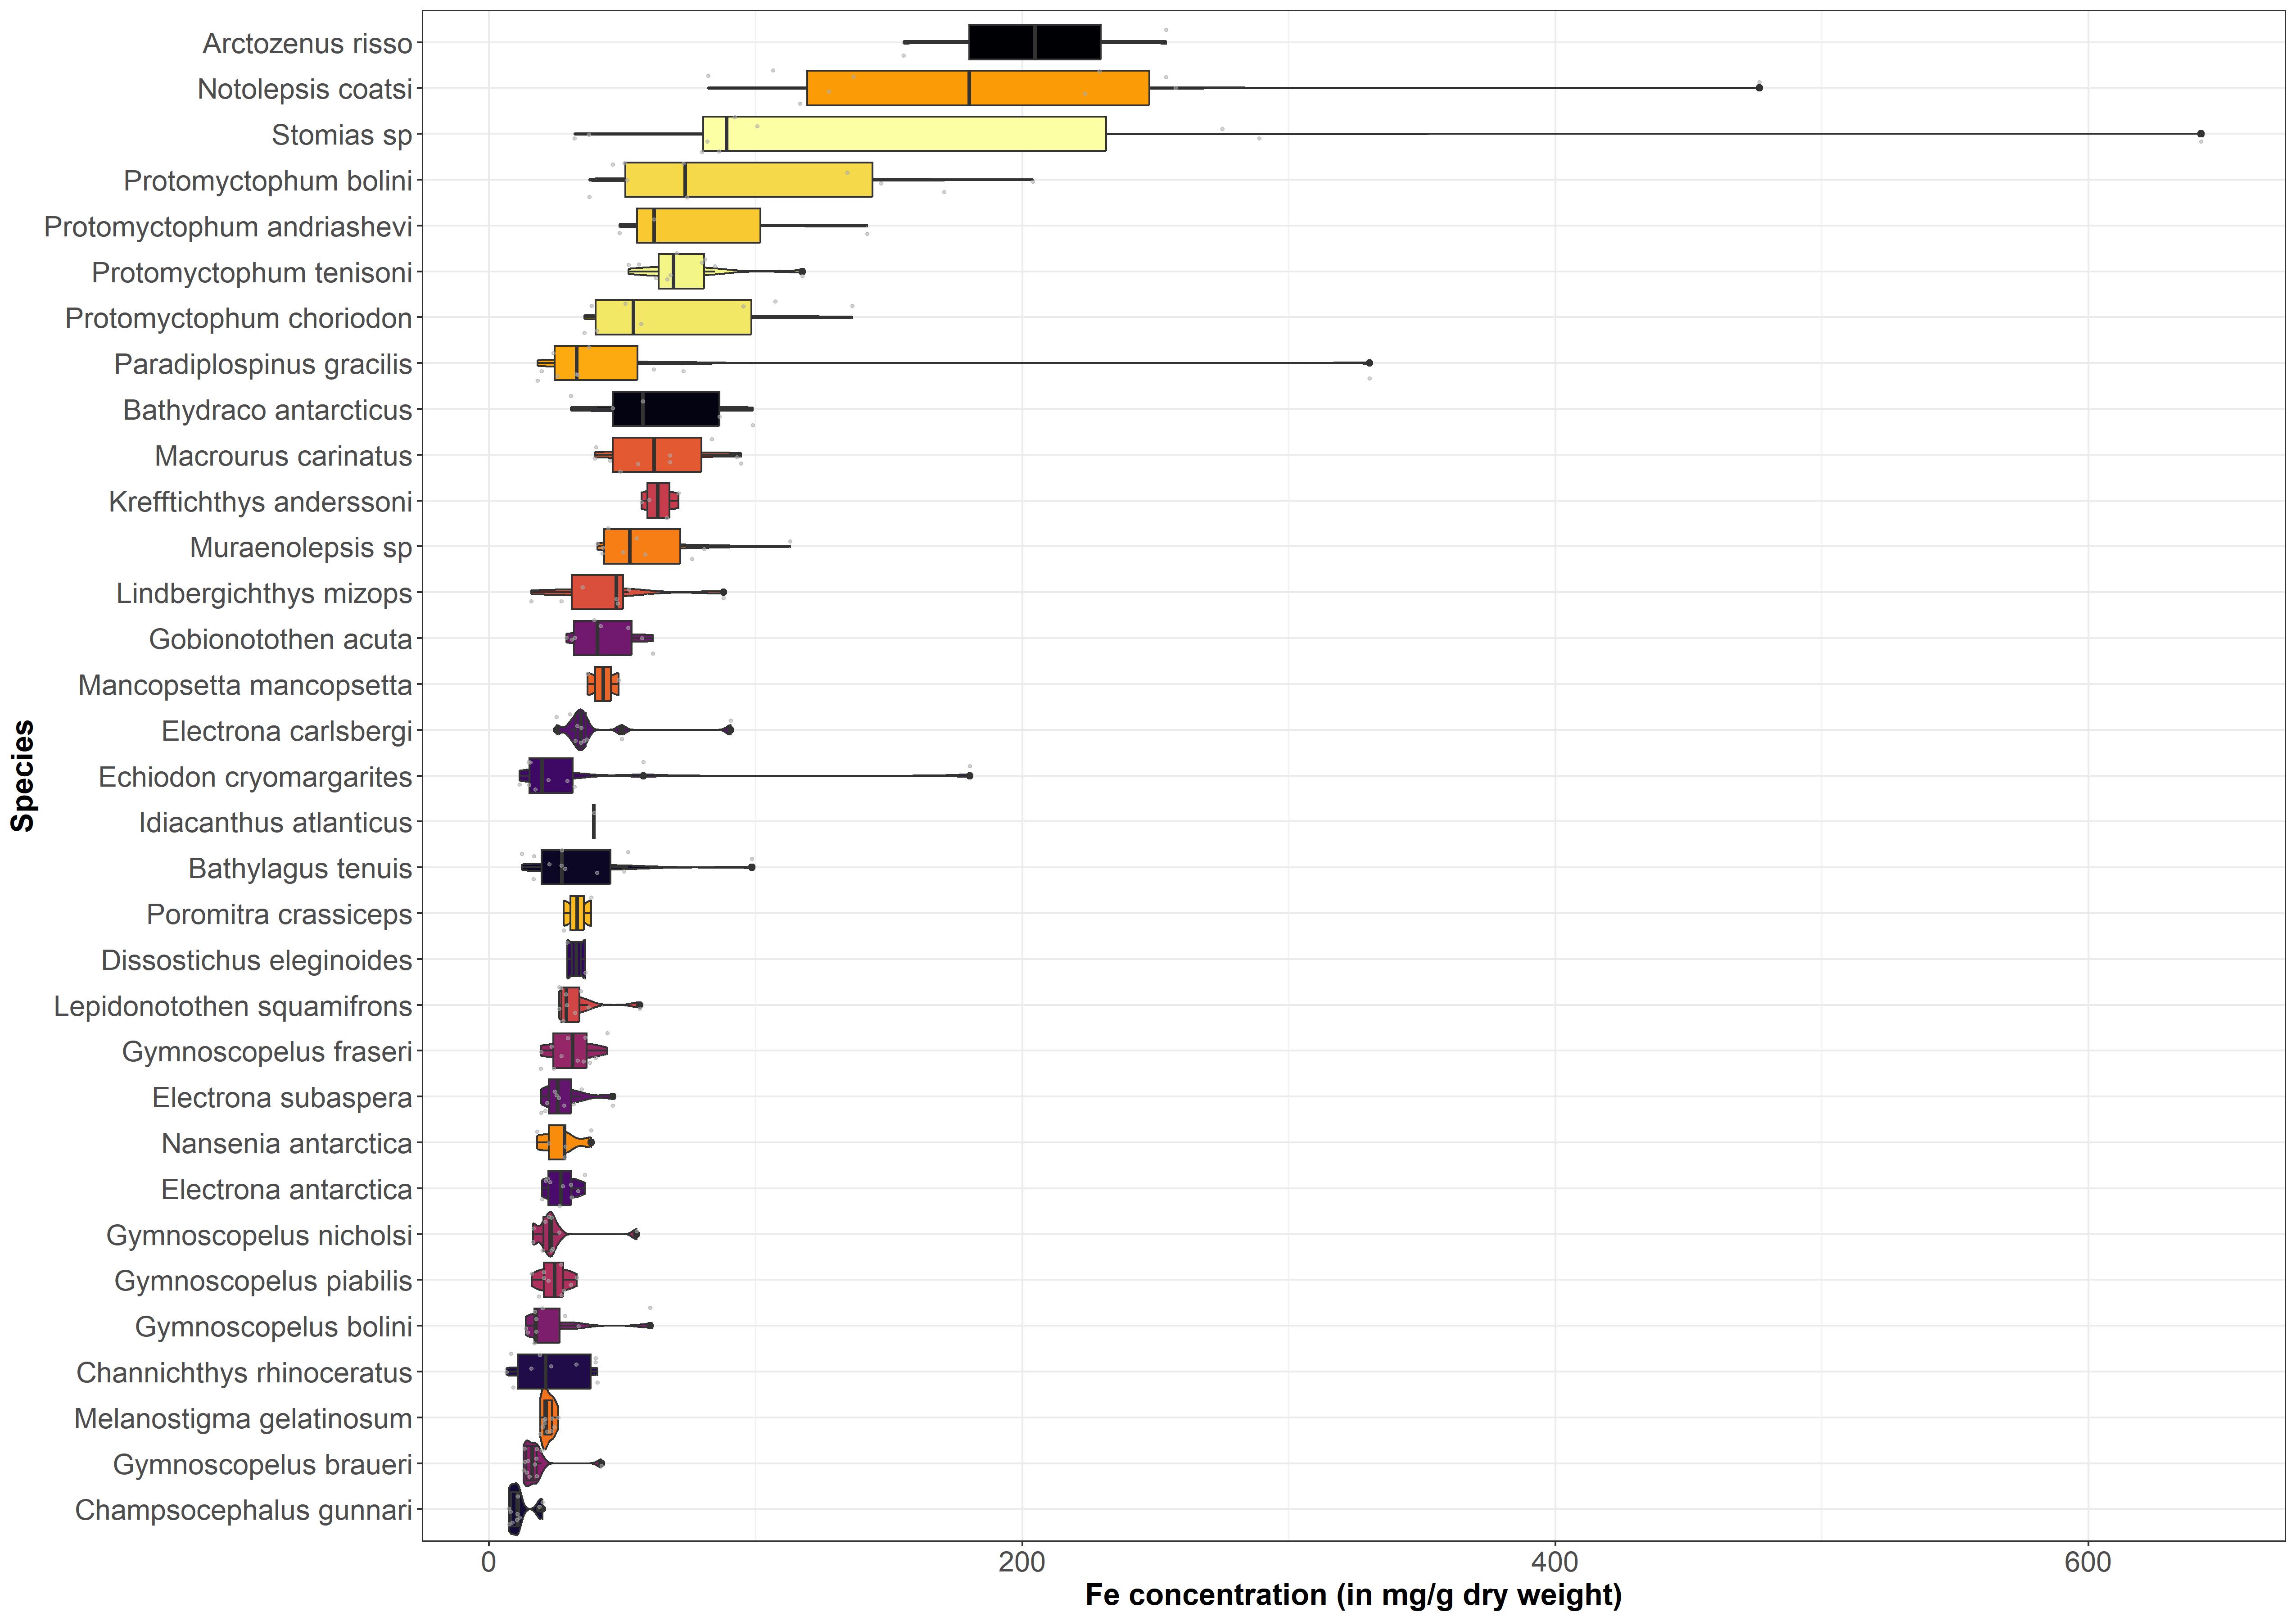 Arctozenus risso
Notolepsis coatsi
Stomias sp
Protomyctophum bolini
Protomyctophum andriashevi
Protomyctophum tenisoni
Protomyctophum choriodon
Paradiplospinus gracilis
Bathydraco antarcticus
Macrourus carinatus
Krefftichthys anderssoni
Muraenolepsis sp
Lindbergichthys mizops
Gobionotothen acuta
Mancopsetta mancopsetta
Electrona carlsbergi
Echiodon cryomargarites
Idiacanthus atlanticus
Bathylagus tenuis
Poromitra crassiceps
Dissostichus eleginoides
Lepidonotothen squamifrons
Gymnoscopelus fraseri
Electrona subaspera
Nansenia antarctica
Electrona antarctica
Gymnoscopelus nicholsi
Gymnoscopelus piabilis
Gymnoscopelus bolini
Channichthys rhinoceratus
Melanostigma gelatinosum
Gymnoscopelus braueri
Champsocephalus gunnari
Species
0 200 400 600
Fe concentration (in mg/g dry weight)